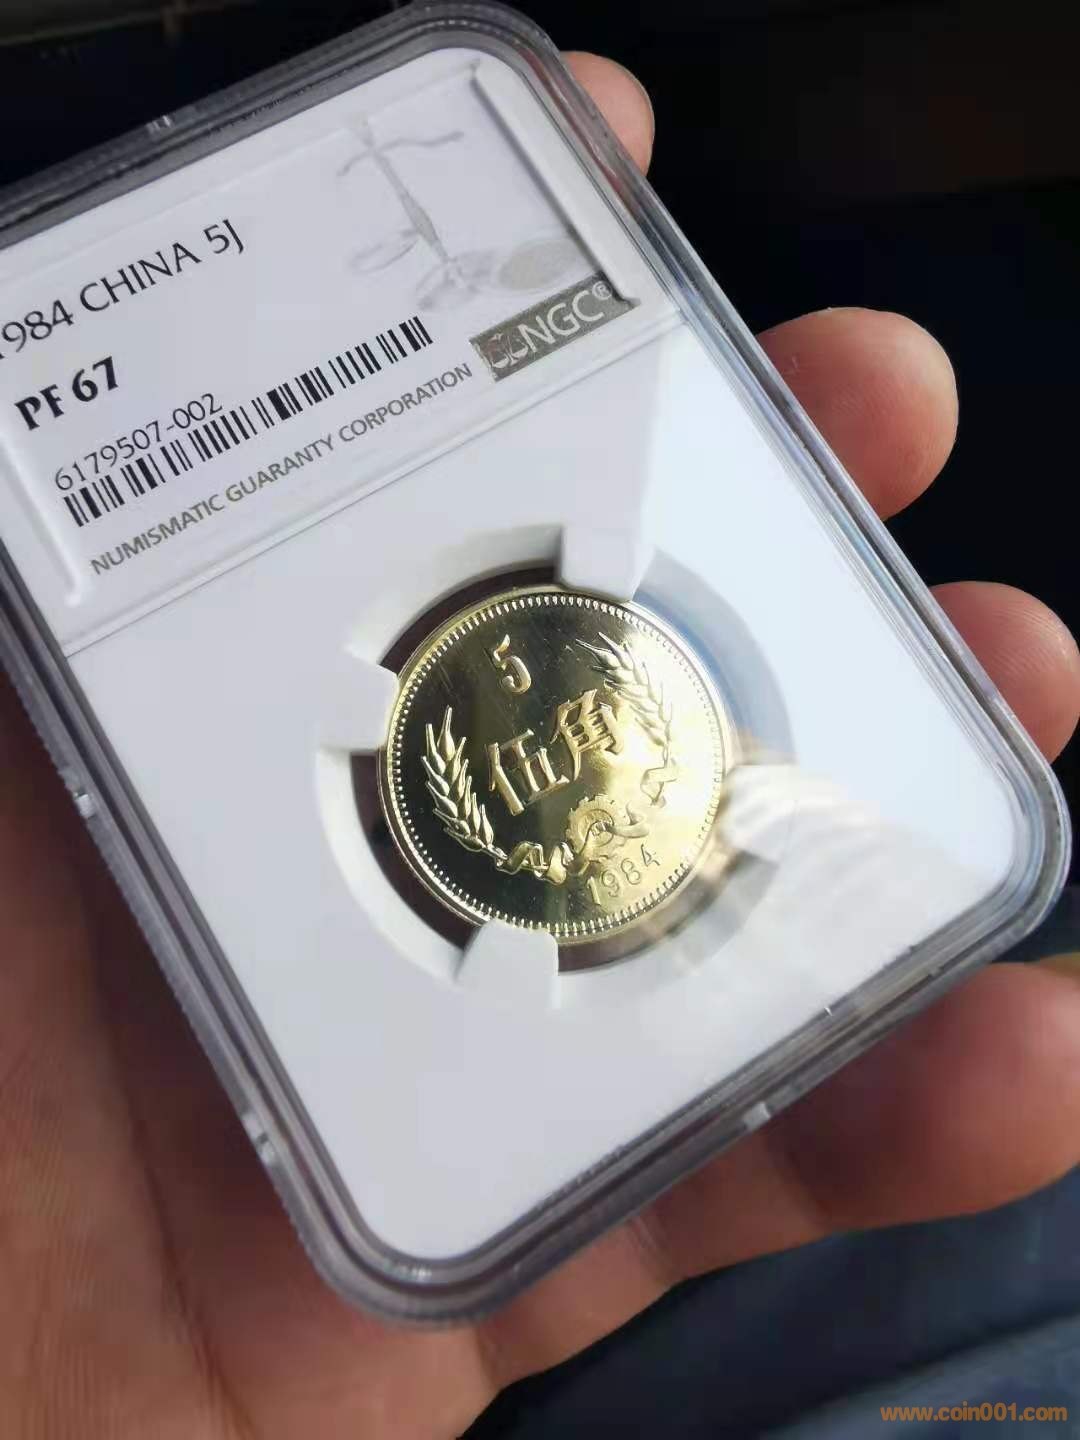 1984 CHINA 5J
PF 67
6179507-002
NUMISMATIC GUARANTY CORPORATION
NGC®
5
伍角
1984
www.coin001.com